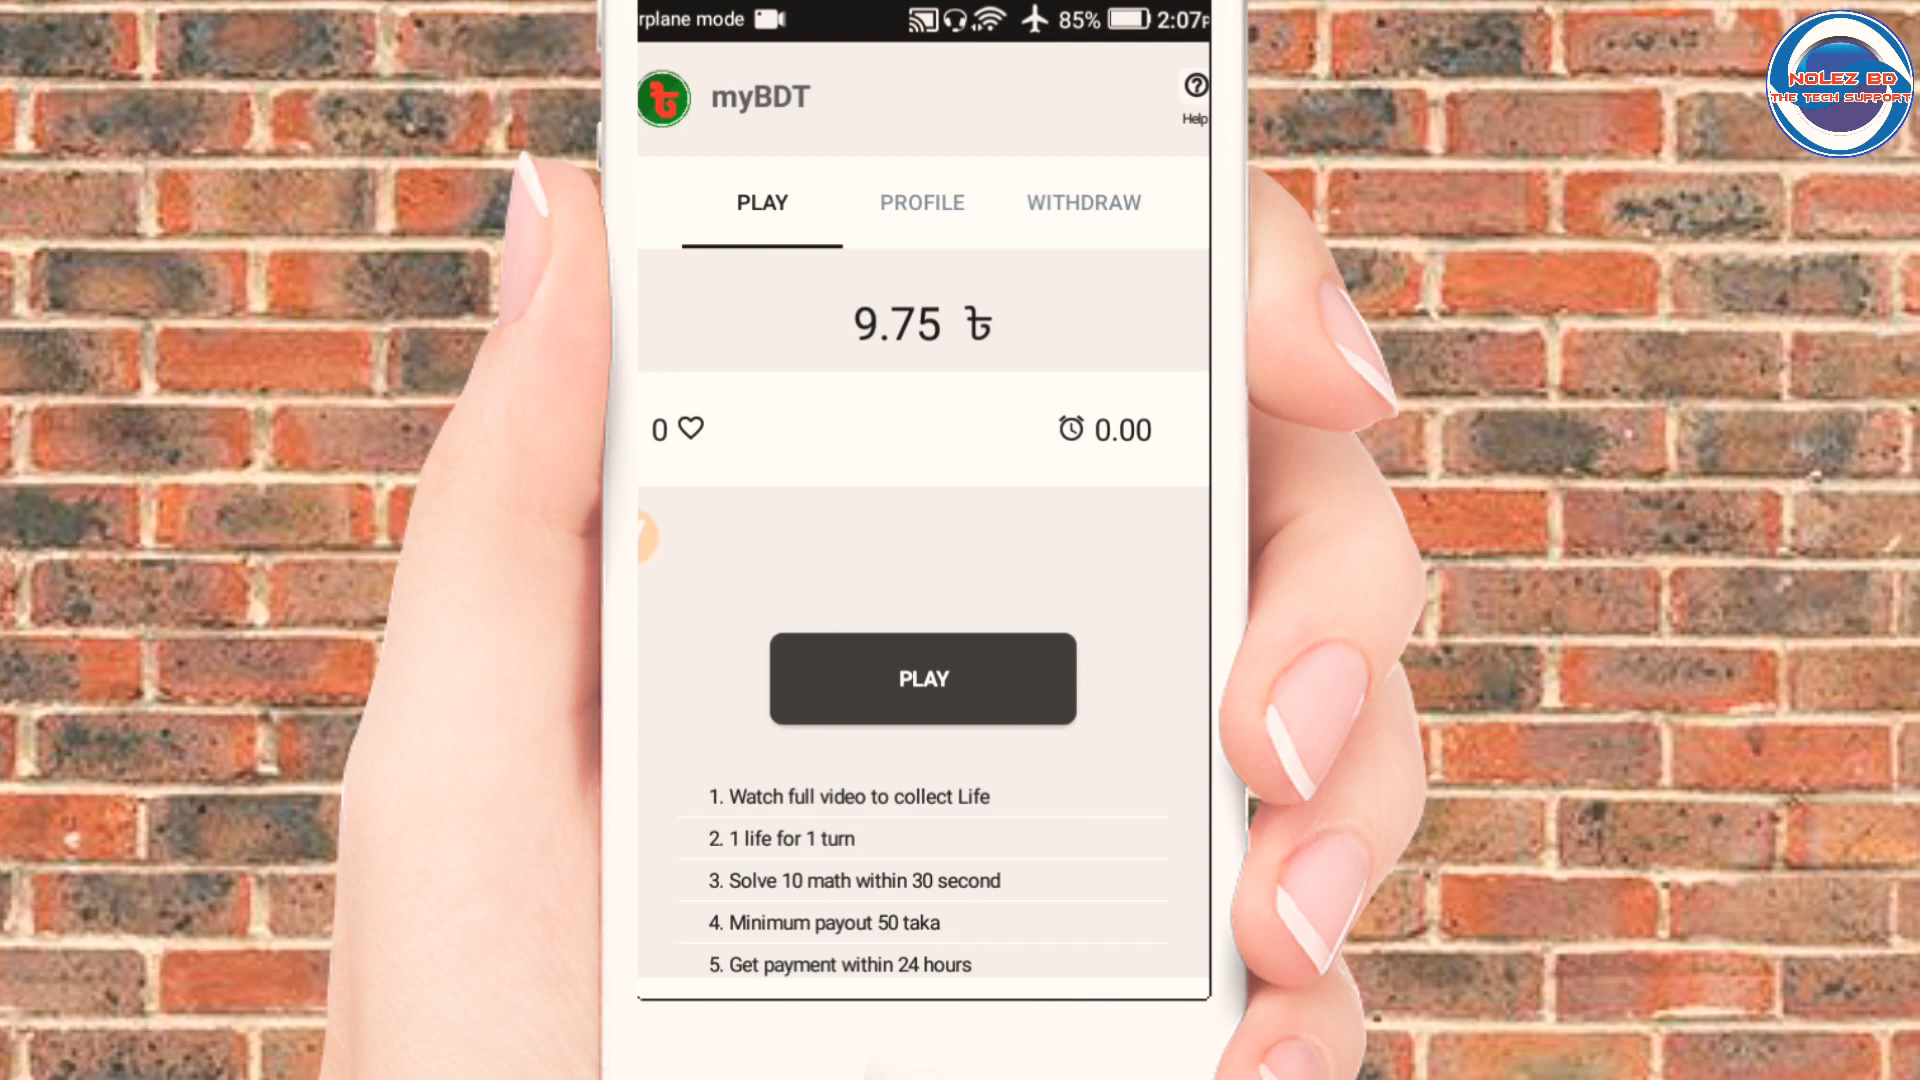 rplane mode 85% 2:07P
NOLEZ BD
THE TECH SUPPORT
myBDT
Help
PLAY PROFILE WITHDRAW
9.75 ৳
0 0.00
PLAY
1. Watch full video to collect Life
2. 1 life for 1 turn
3. Solve 10 math within 30 second
4. Minimum payout 50 taka
5. Get payment within 24 hours